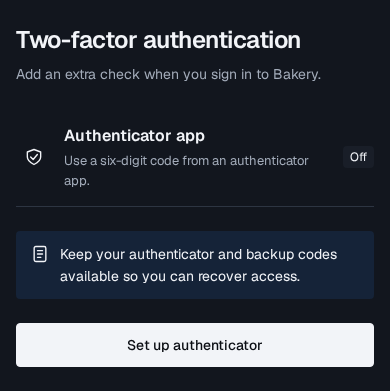 Two-factor authentication
Add an extra check when you sign in to Bakery.
Authenticator app
Use a six-digit code from an authenticator
app.
Off
Keep your authenticator and backup codes
available so you can recover access.
Set up authenticator